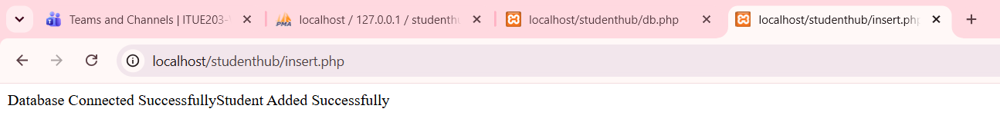 Teams and Channels | ITUE203-
PMA localhost / 127.0.0.1 / studenth
localhost/studenthub/db.php
localhost/studenthub/insert.php
localhost/studenthub/insert.php
Database Connected SuccessfullyStudent Added Successfully